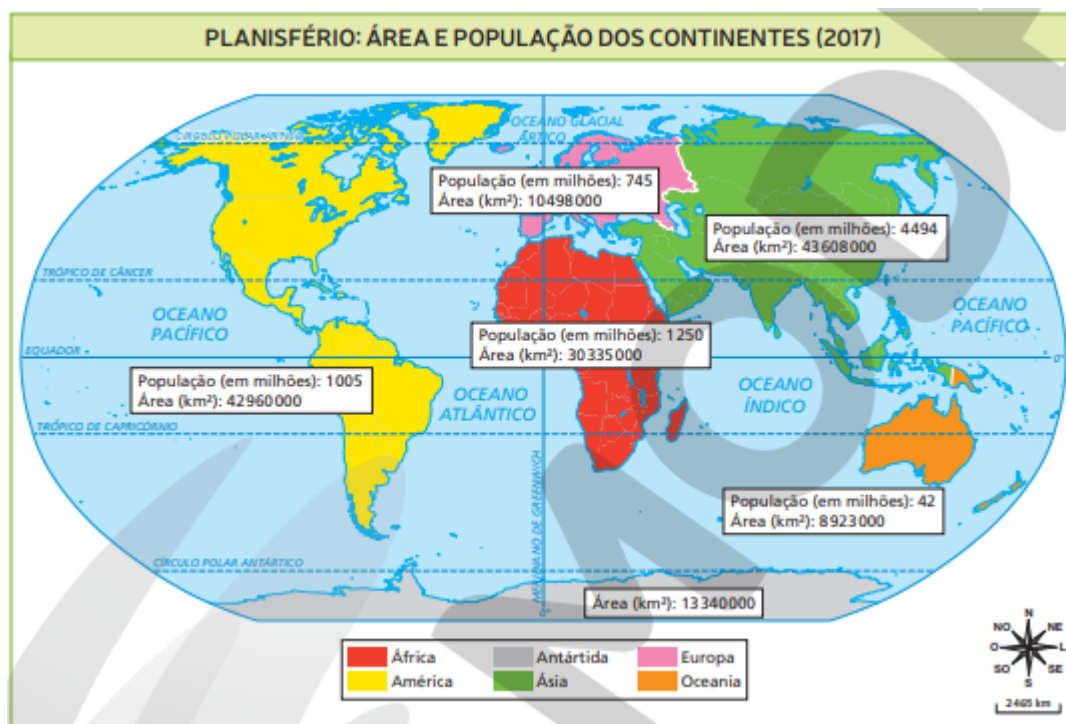 PLANISFÉRIO: ÁREA E POPULAÇÃO DOS CONTINENTES (2017)
OCEANO GLACIAL
ÁRTICO
CÍRCULO POLAR ÁRTICO
População (em milhões): 745
Área (km²): 10498000
População (em milhões): 4494
Área (km²): 43608000
TRÓPICO DE CÂNCER
OCEANO
PACÍFICO
OCEANO
PACÍFICO
População (em milhões): 1250
Área (km²): 30335000
EQUADOR
0°
População (em milhões): 1005
Área (km²): 42960000
OCEANO
ATLÂNTICO
OCEANO
ÍNDICO
TRÓPICO DE CAPRICÓRNIO
MERIDIANO DE GREENWICH
População (em milhões): 42
Área (km²): 8923000
CÍRCULO POLAR ANTÁRTICO
Área (km²): 13340000
0°
África
Antártida
Europa
América
Ásia
Oceania
N
NO
NE
O
L
SO
SE
S
2465 km